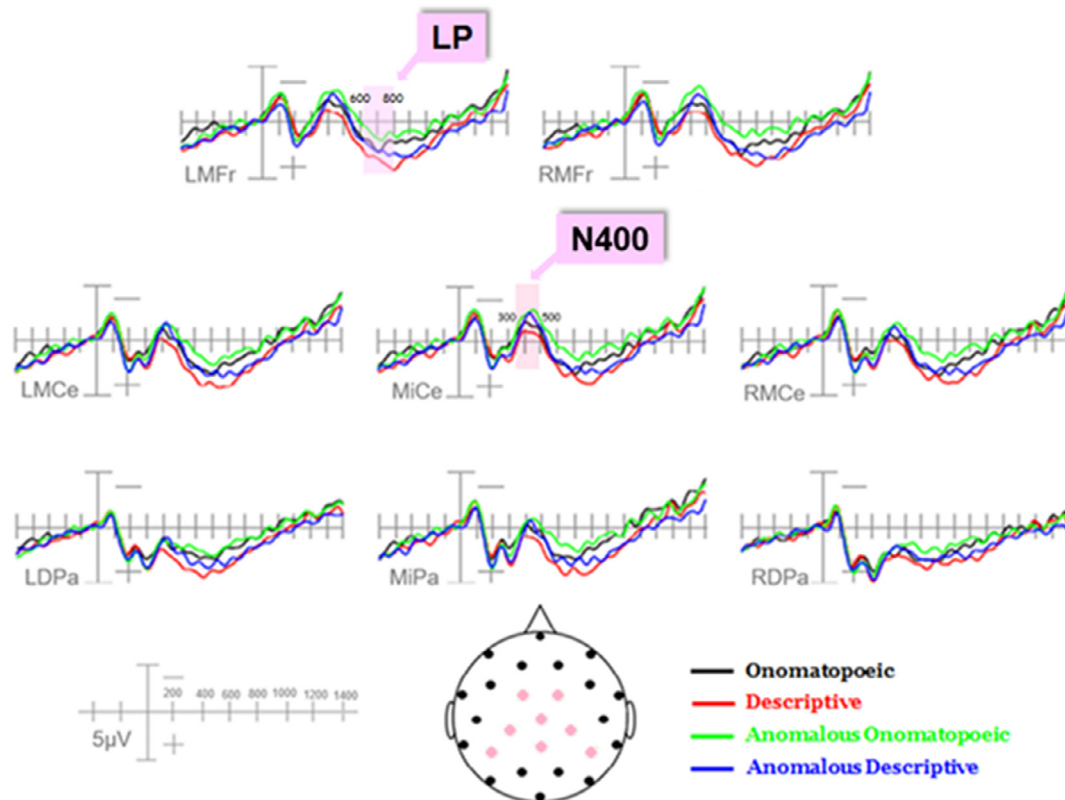 LP
600 800
LMFr
RMFr
N400
300 500
LMCe
MiCe
RMCe
LDPa
MiPa
RDPa
200 400 600 800 1000 1200 1400
5µV
Onomatopoeic
Descriptive
Anomalous Onomatopoeic
Anomalous Descriptive